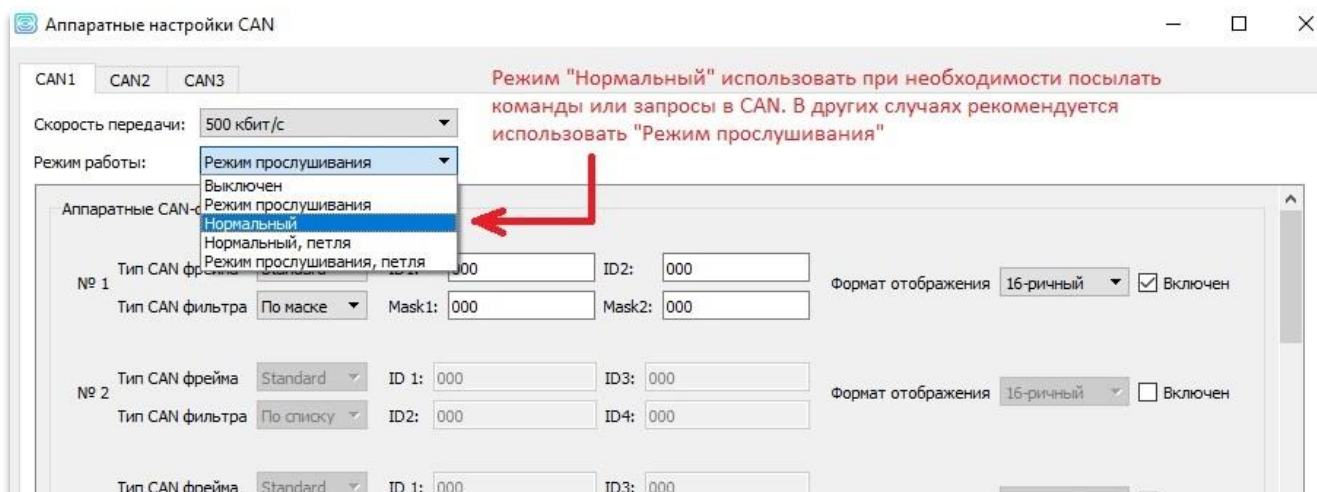 Аппаратные настройки CAN
CAN1 CAN2 CAN3
Режим "Нормальный" использовать при необходимости посылать
команды или запросы в CAN. В других случаях рекомендуется
использовать "Режим прослушивания"
Скорость передачи: 500 кбит/с
Режим работы: Режим прослушивания
Выключен
Режим прослушивания
Нормальный
Нормальный, петля
Режим прослушивания, петля
Аппаратные CAN-
№ 1
Тип CAN фрейма 000 ID2: 000
Тип CAN фильтра По маске Mask1: 000 Mask2: 000
Формат отображения 16-ричный Включен
№ 2
Тип CAN фрейма Standard ID 1: 000 ID3: 000
Тип CAN фильтра По списку ID2: 000 ID4: 000
Формат отображения 16-ричный Включен
Тип CAN фрейма Standard ID 1: 000 ID3: 000